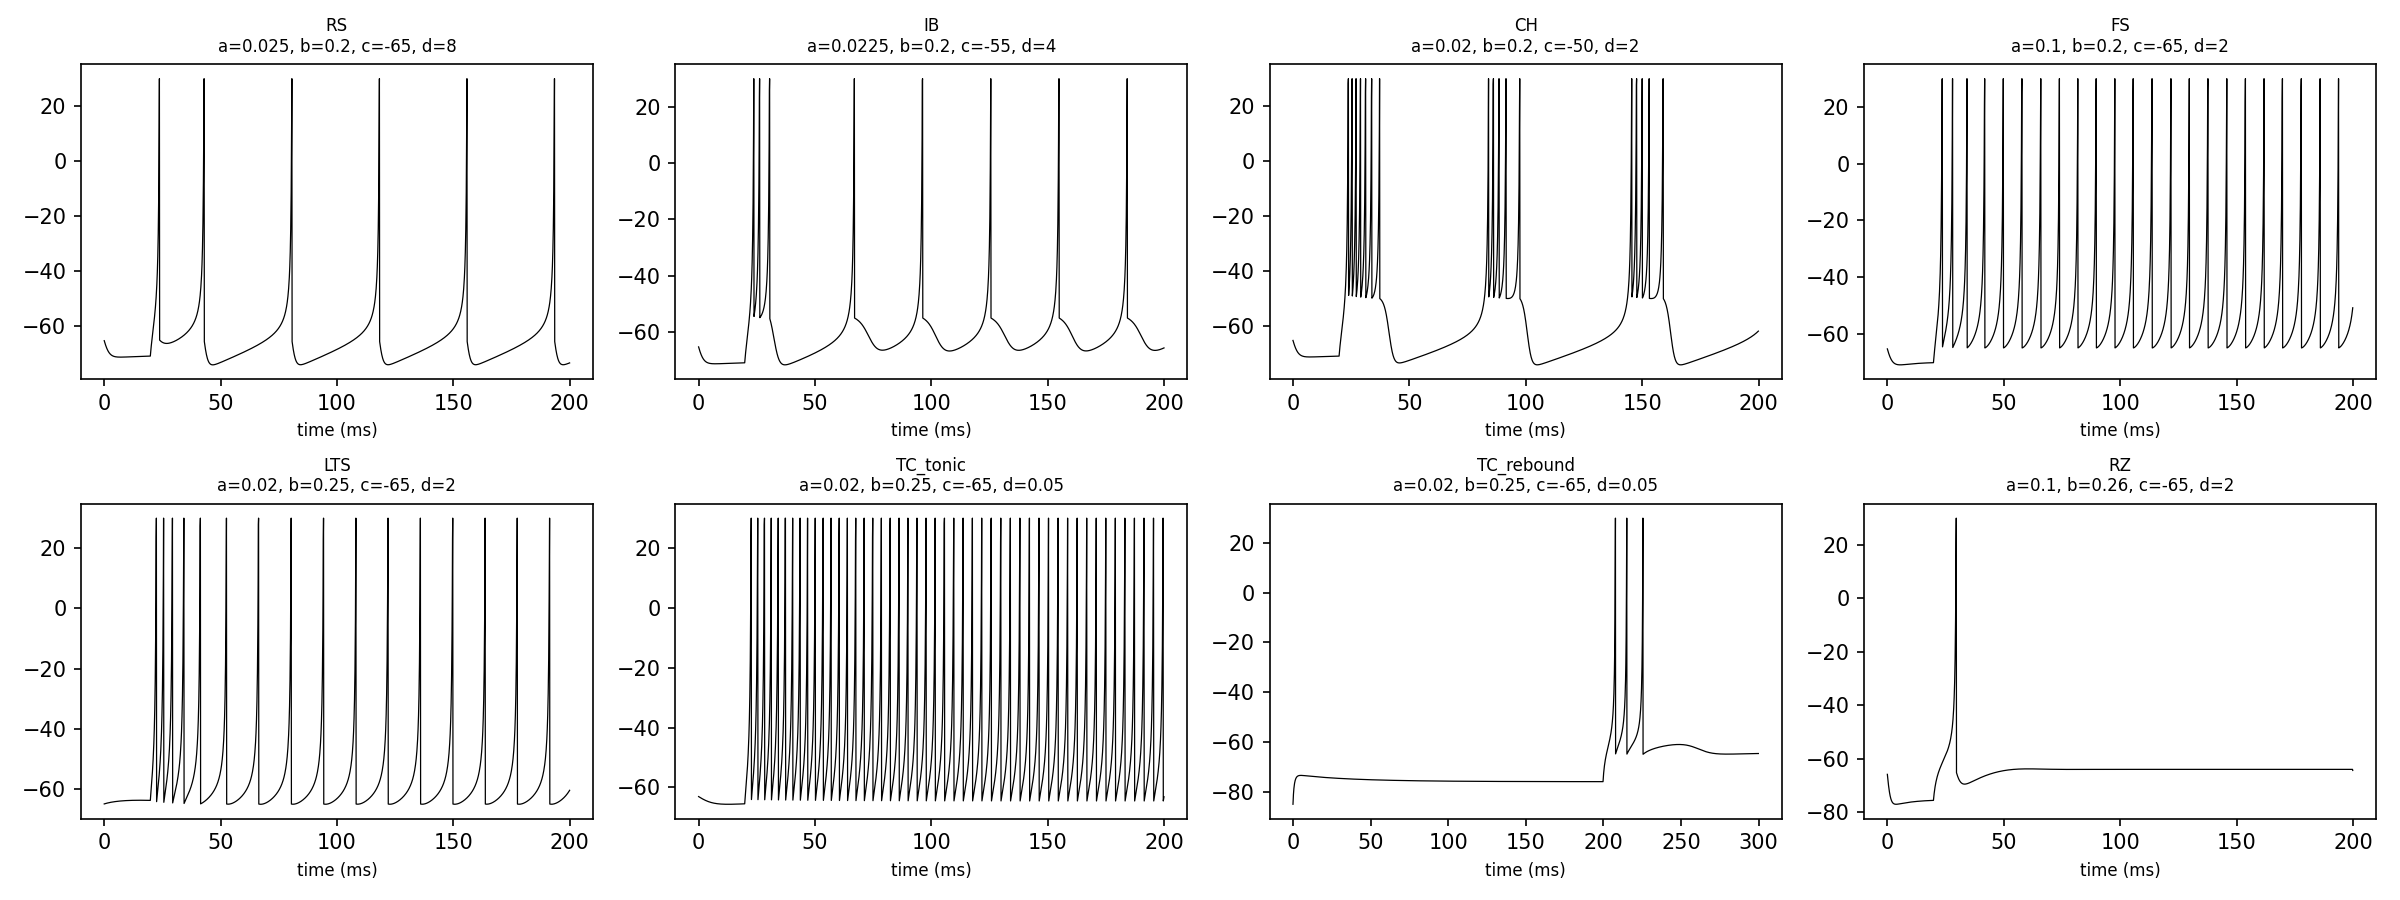 RS
a=0.025, b=0.2, c=-65, d=8
20
0
−20
−40
−60
0 50 100 150 200
time (ms)
IB
a=0.0225, b=0.2, c=-55, d=4
20
0
−20
−40
−60
0 50 100 150 200
time (ms)
CH
a=0.02, b=0.2, c=-50, d=2
20
0
−20
−40
−60
0 50 100 150 200
time (ms)
FS
a=0.1, b=0.2, c=-65, d=2
20
0
−20
−40
−60
0 50 100 150 200
time (ms)
LTS
a=0.02, b=0.25, c=-65, d=2
20
0
−20
−40
−60
0 50 100 150 200
time (ms)
TC_tonic
a=0.02, b=0.25, c=-65, d=0.05
20
0
−20
−40
−60
0 50 100 150 200
time (ms)
TC_rebound
a=0.02, b=0.25, c=-65, d=0.05
20
0
−20
−40
−60
−80
0 50 100 150 200 250 300
time (ms)
RZ
a=0.1, b=0.26, c=-65, d=2
20
0
−20
−40
−60
−80
0 50 100 150 200
time (ms)